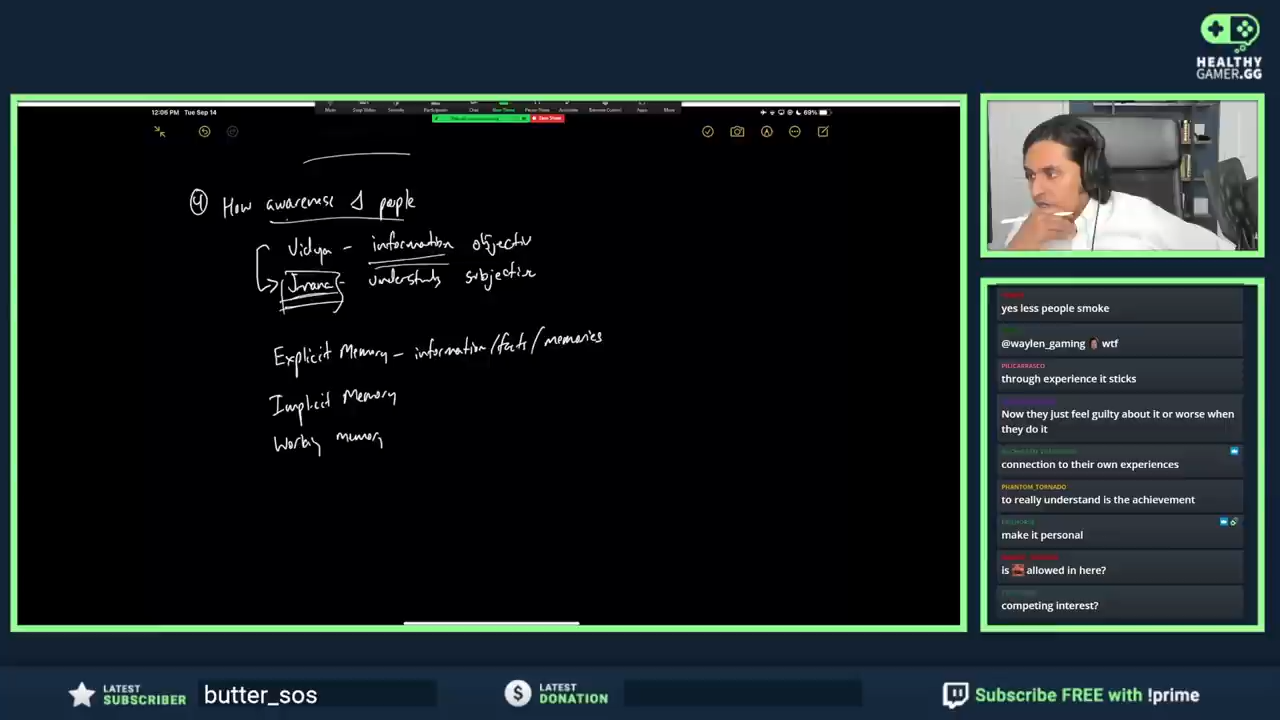 HEALTHY
GAMER.GG
12:06 PM Tue Sep 14
69%
④ How awareness Δ people
Vidya - information objectiv
Jnana - understands subjective
Explicit Memory - information/facts/memories
Implicit Memory
Working memory
yes less people smoke
@waylen_gaming wtf
PILICARRASCO
through experience it sticks
Now they just feel guilty about it or worse when
they do it
connection to their own experiences
PHANTOM_TORNADO
to really understand is the achievement
make it personal
is allowed in here?
competing interest?
LATEST
SUBSCRIBER
butter_sos
LATEST
DONATION
Subscribe FREE with !prime